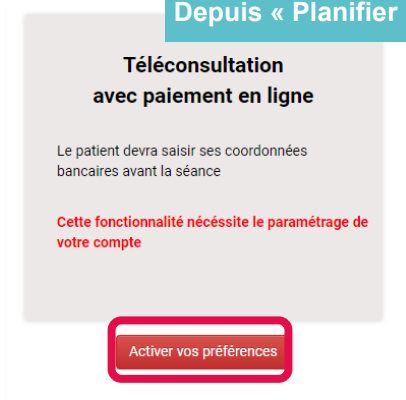 Depuis « Planifier
Téléconsultation
avec paiement en ligne
Le patient devra saisir ses coordonnées
bancaires avant la séance
Cette fonctionnalité nécéssite le paramétrage de
votre compte
Activer vos préférences